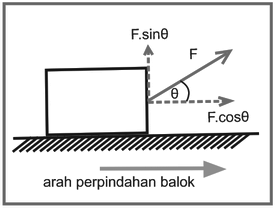 F.sinθ
F
θ
F.cosθ
arah perpindahan balok